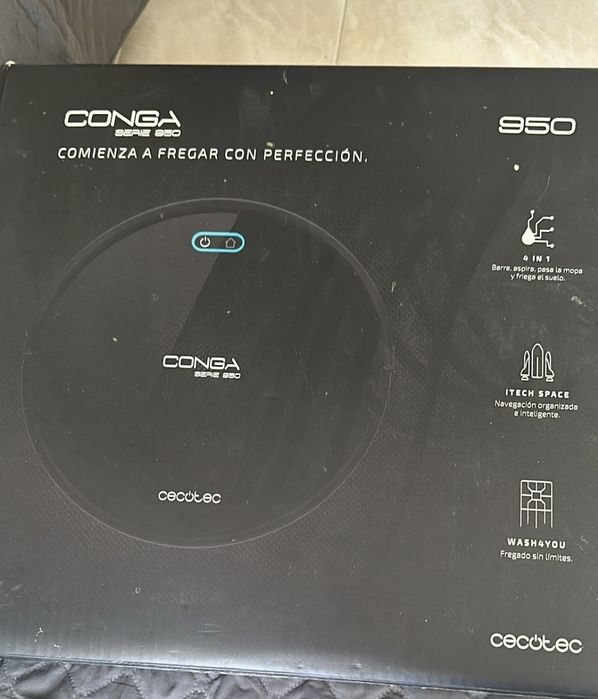 CONGA
SERIE 950
950
COMIENZA A FREGAR CON PERFECCIÓN.
4 IN 1
Barre, aspira, pasa la mopa
y friega el suelo.
CONGA
SERIE 950
ITECH SPACE
Navegación organizada
e inteligente.
cecotec
WASH4YOU
Fregado sin límites.
cecotec